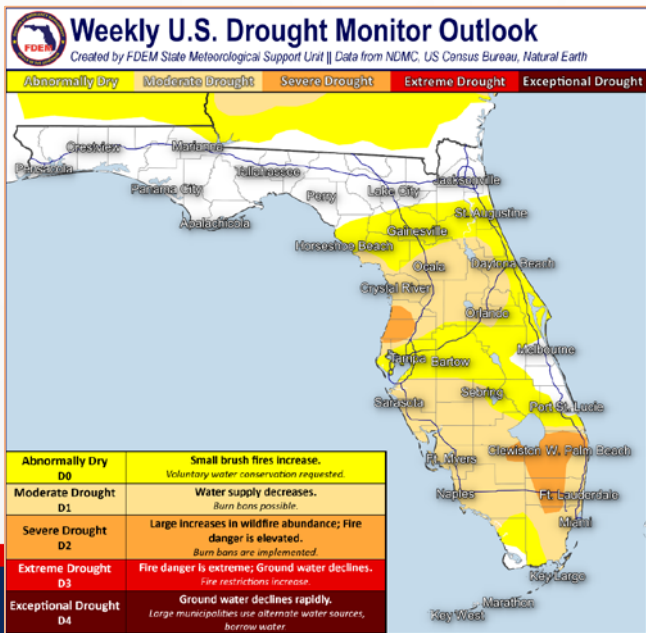 Weekly U.S. Drought Monitor Outlook
Created by FDEM State Meteorological Support Unit || Data from NDMC, US Census Bureau, Natural Earth
FDEM
Abnormally Dry Moderate Drought Severe Drought Extreme Drought Exceptional Drought
Crestview
Marianna
Pensacola
Tallahassee
Jacksonville
Panama City
Perry
Lake City
Apalachicola
St. Augustine
Gainesville
Horseshoe Beach
Ocala
Daytona Beach
Crystal River
Orlando
Melbourne
Tampa
Bartow
Sebring
Sarasota
Port St. Lucie
Clewiston
W. Palm Beach
Ft. Myers
Naples
Ft. Lauderdale
Miami
Key Largo
Marathon
Key West
Abnormally Dry
D0
Small brush fires increase.
Voluntary water conservation requested.
Moderate Drought
D1
Water supply decreases.
Burn bans possible.
Severe Drought
D2
Large increases in wildfire abundance; Fire
danger is elevated.
Burn bans are implemented.
Extreme Drought
D3
Fire danger is extreme; Ground water declines.
Fire restrictions increase.
Exceptional Drought
D4
Ground water declines rapidly.
Large municipalities use alternate water sources,
borrow water.